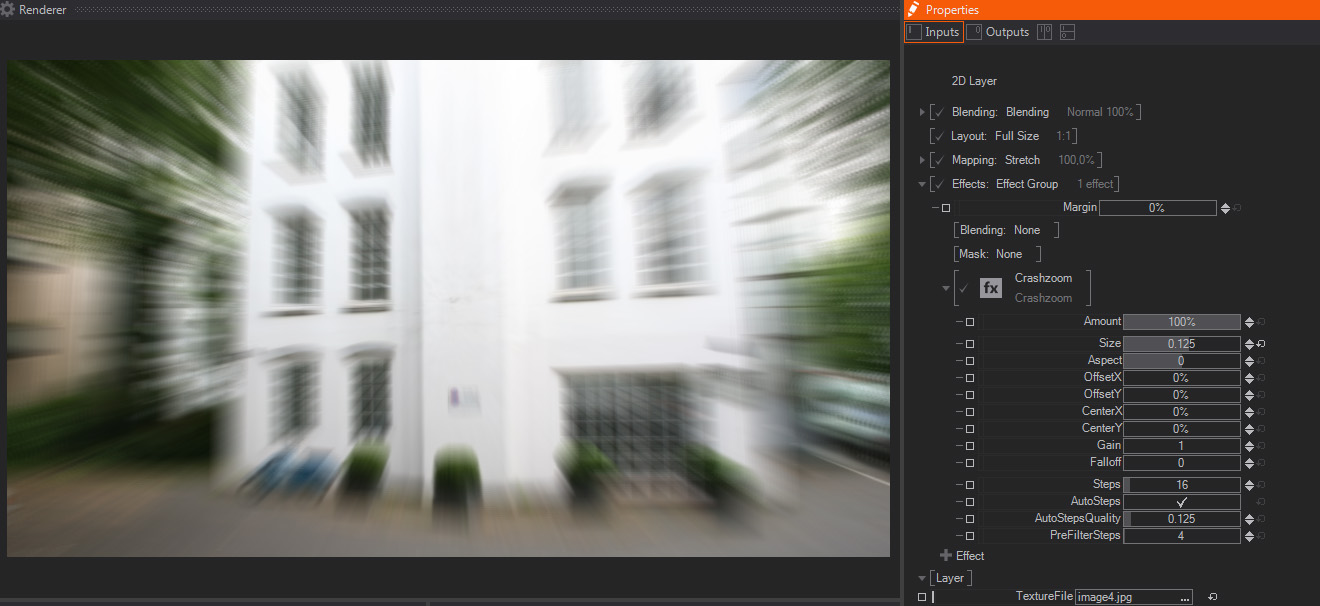 Renderer
Properties
Inputs Outputs
2D Layer
Blending: Blending Normal 100%
Layout: Full Size 1:1
Mapping: Stretch 100,0%
Effects: Effect Group 1 effect
Margin 0%
Blending: None
Mask: None
fx Crashzoom
Crashzoom
Amount 100%
Size 0.125
Aspect 0
OffsetX 0%
OffsetY 0%
CenterX 0%
CenterY 0%
Gain 1
Falloff 0
Steps 16
AutoSteps
AutoStepsQuality 0.125
PreFilterSteps 4
Effect
Layer
TextureFile image4.jpg ...